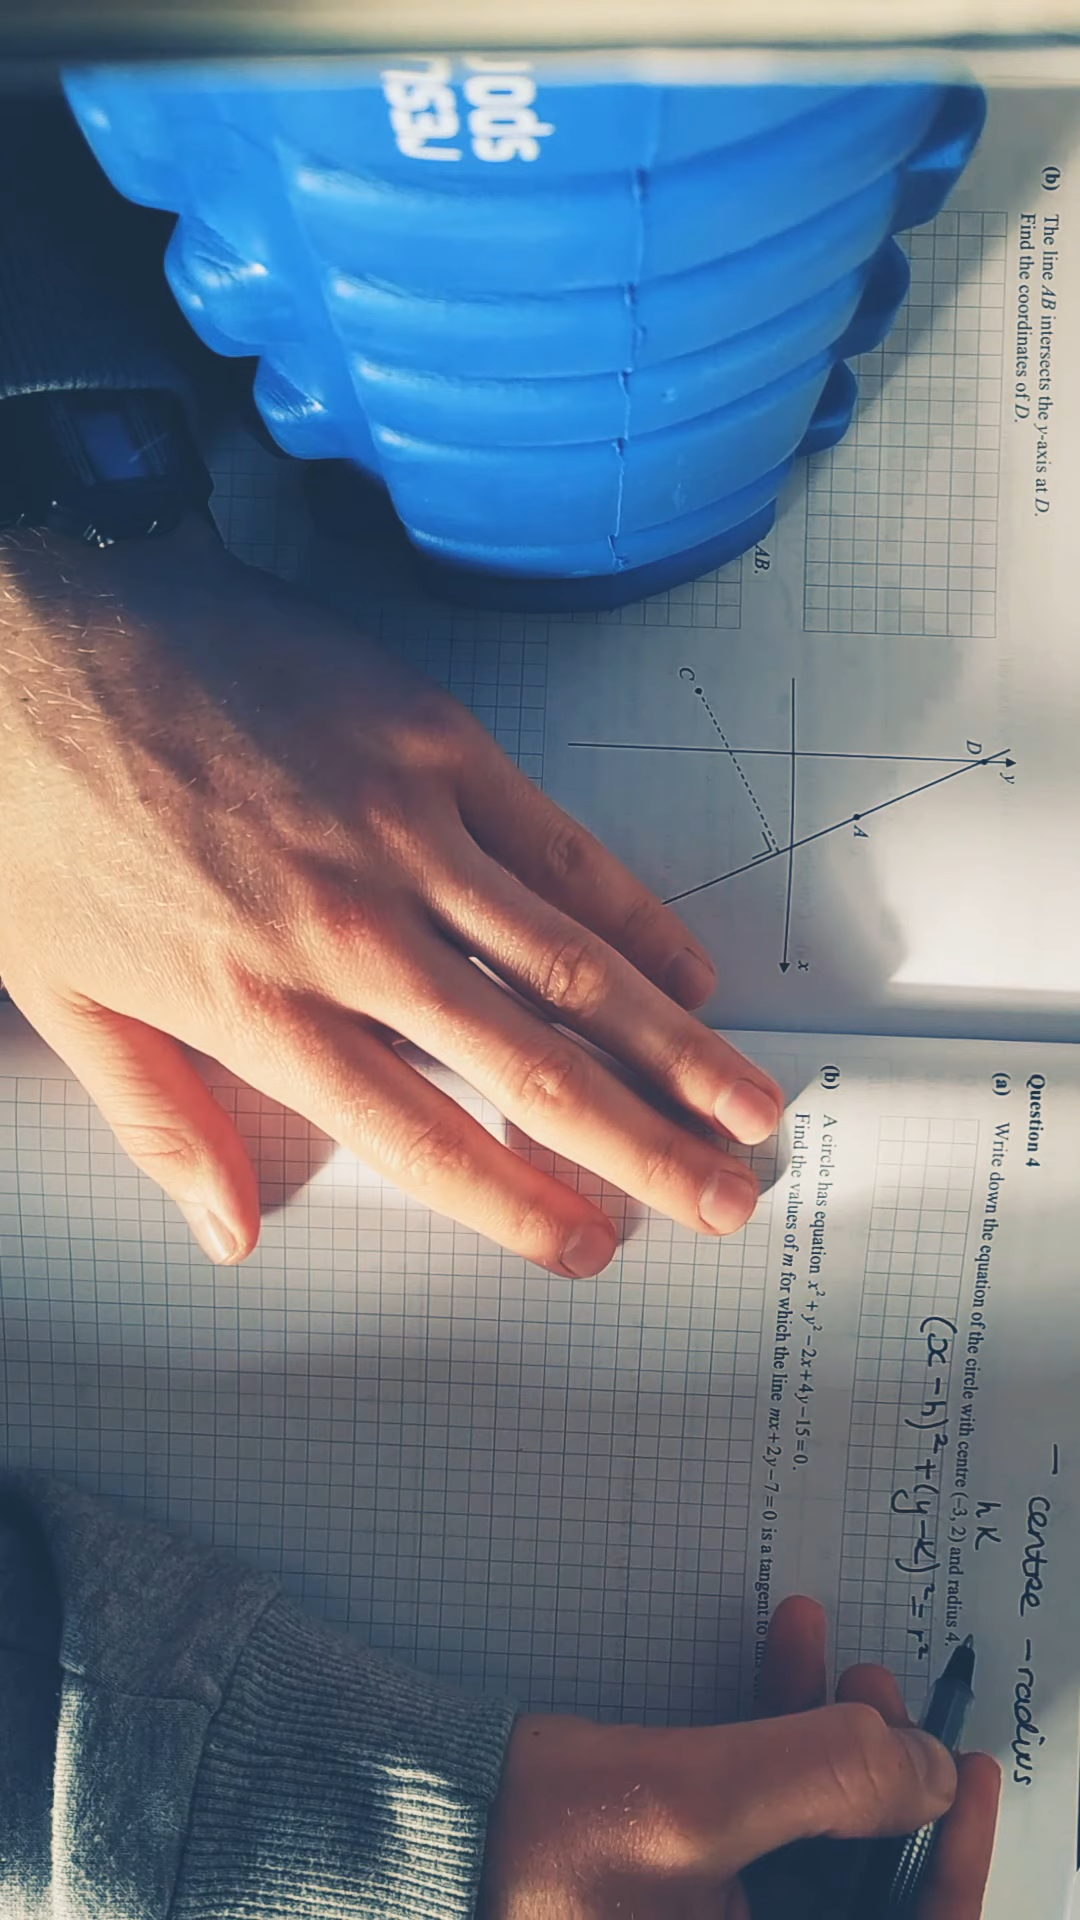 (b) The line AB intersects the y-axis at D.
Find the coordinates of D.
AB.
y
D
A
x
C
– centre – radius
Question 4
h k
(a) Write down the equation of the circle with centre (–3, 2) and radius 4.
(x – h)² + (y – k)² = r²
(b) A circle has equation x² + y² – 2x + 4y – 15 = 0.
Find the values of m for which the line mx + 2y – 7 = 0 is a tangent to